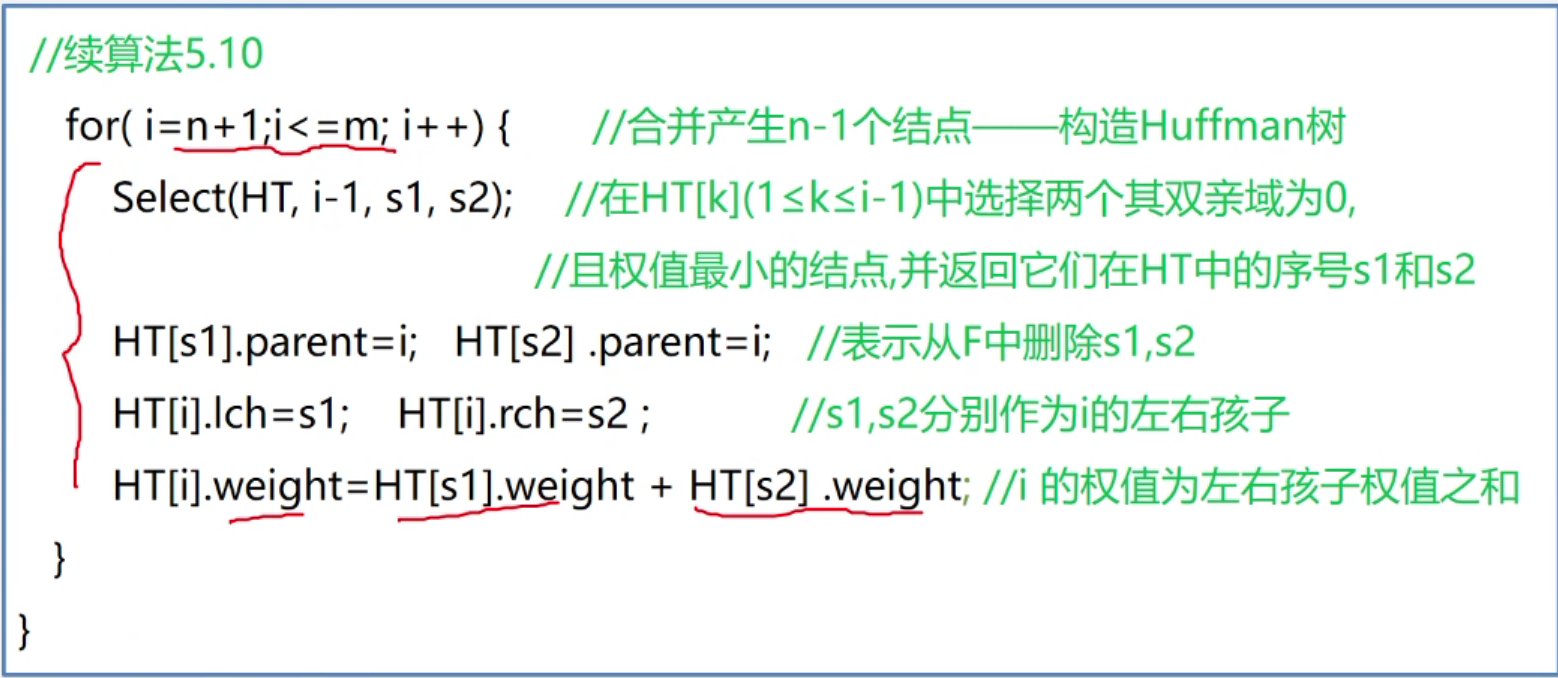 //续算法5.10
for( i=n+1;i<=m; i++) { //合并产生n-1个结点——构造Huffman树
Select(HT, i-1, s1, s2); //在HT[k](1≤k≤i-1)中选择两个其双亲域为0,
//且权值最小的结点,并返回它们在HT中的序号s1和s2
HT[s1].parent=i; HT[s2] .parent=i; //表示从F中删除s1,s2
HT[i].lch=s1; HT[i].rch=s2 ; //s1,s2分别作为i的左右孩子
HT[i].weight=HT[s1].weight + HT[s2] .weight; //i 的权值为左右孩子权值之和
}
}